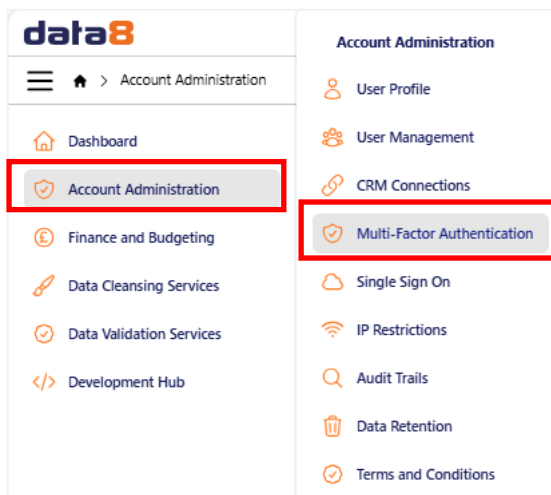 data8
> Account Administration
Dashboard
Account Administration
Finance and Budgeting
Data Cleansing Services
Data Validation Services
</> Development Hub
Account Administration
User Profile
User Management
CRM Connections
Multi-Factor Authentication
Single Sign On
IP Restrictions
Audit Trails
Data Retention
Terms and Conditions